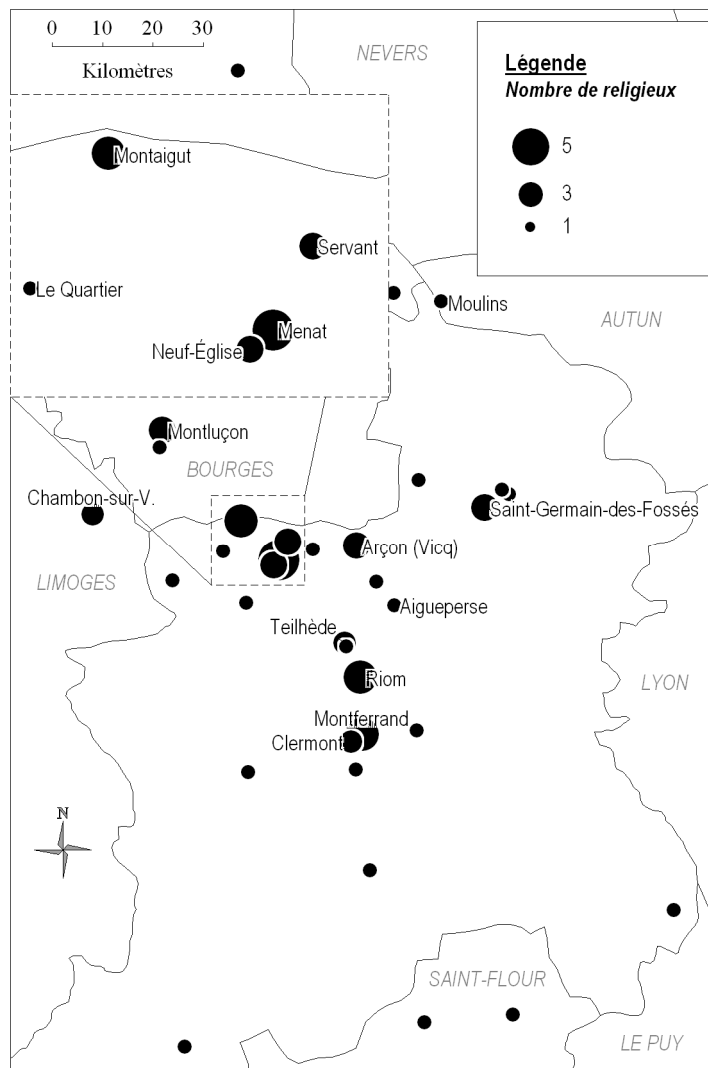 0 10 20 30
Kilomètres
NEVERS
Légende
Nombre de religieux
5
3
1
Montaigut
Servant
Le Quartier
Menat
Neuf-Église
Moulins
AUTUN
Montluçon
BOURGES
Chambon-sur-V.
Saint-Germain-des-Fossés
Arçon (Vicq)
LIMOGES
Aigueperse
Teilhède
Riom
LYON
Montferrand
Clermont
N
SAINT-FLOUR
LE PUY